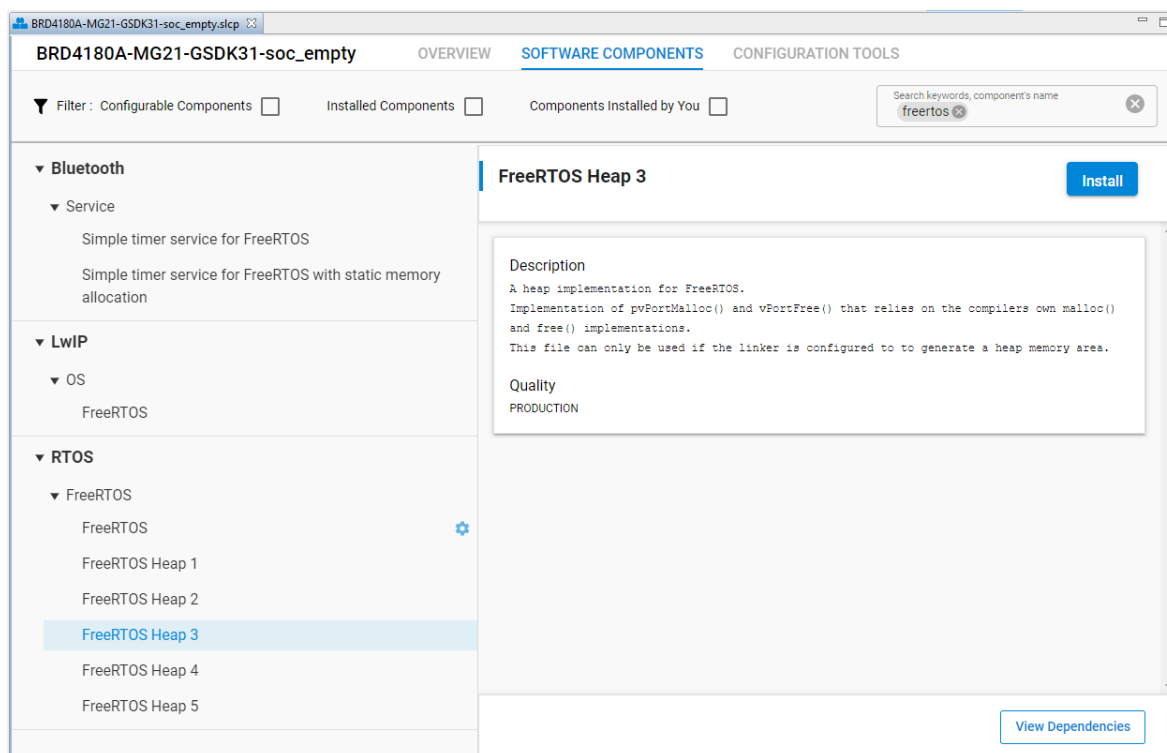 BRD4180A-MG21-GSDK31-soc_empty.slcp
BRD4180A-MG21-GSDK31-soc_empty OVERVIEW SOFTWARE COMPONENTS CONFIGURATION TOOLS
Filter : Configurable Components Installed Components Components Installed by You
Search keywords, component's name
freertos
Bluetooth
Service
Simple timer service for FreeRTOS
Simple timer service for FreeRTOS with static memory
allocation
LwIP
OS
FreeRTOS
RTOS
FreeRTOS
FreeRTOS
FreeRTOS Heap 1
FreeRTOS Heap 2
FreeRTOS Heap 3
FreeRTOS Heap 4
FreeRTOS Heap 5
FreeRTOS Heap 3
Install
Description
A heap implementation for FreeRTOS.
Implementation of pvPortMalloc() and vPortFree() that relies on the compilers own malloc()
and free() implementations.
This file can only be used if the linker is configured to to generate a heap memory area.
Quality
PRODUCTION
View Dependencies